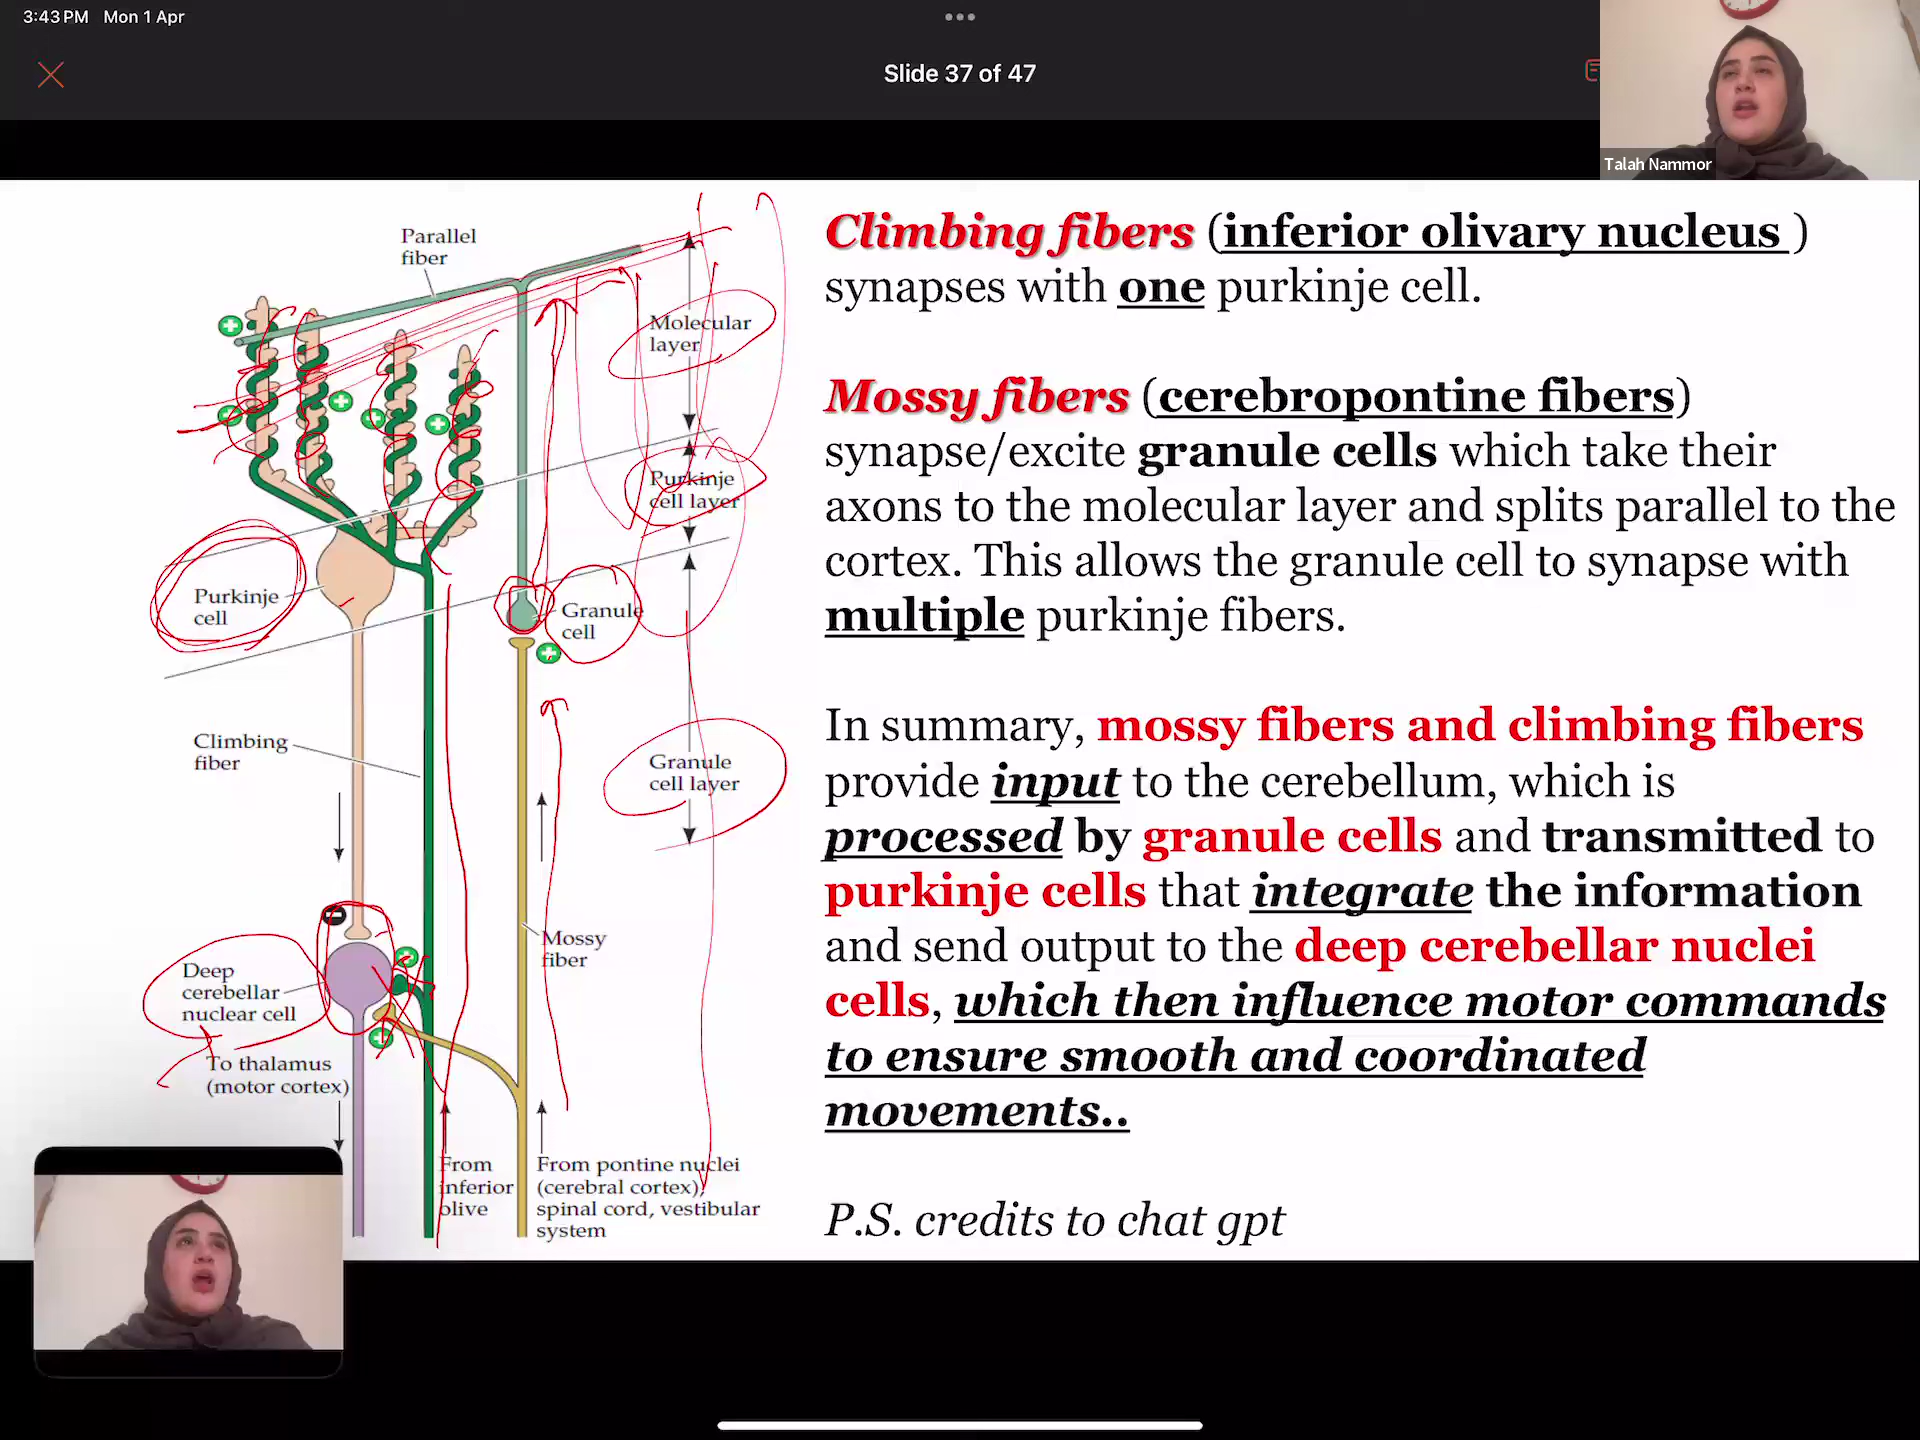 3:43 PM Mon 1 Apr
Slide 37 of 47
Talah Nammor
Parallel
fiber
Molecular
layer
Purkinje
cell layer
Purkinje
cell
Granule
cell
Climbing
fiber
Granule
cell layer
Mossy
fiber
Deep
cerebellar
nuclear cell
To thalamus
(motor cortex)
From
inferior
olive
From pontine nuclei
(cerebral cortex),
spinal cord, vestibular
system
Climbing fibers (inferior olivary nucleus )
synapses with one purkinje cell.
Mossy fibers (cerebropontine fibers)
synapse/excite granule cells which take their
axons to the molecular layer and splits parallel to the
cortex. This allows the granule cell to synapse with
multiple purkinje fibers.
In summary, mossy fibers and climbing fibers
provide input to the cerebellum, which is
processed by granule cells and transmitted to
purkinje cells that integrate the information
and send output to the deep cerebellar nuclei
cells, which then influence motor commands
to ensure smooth and coordinated
movements..
P.S. credits to chat gpt